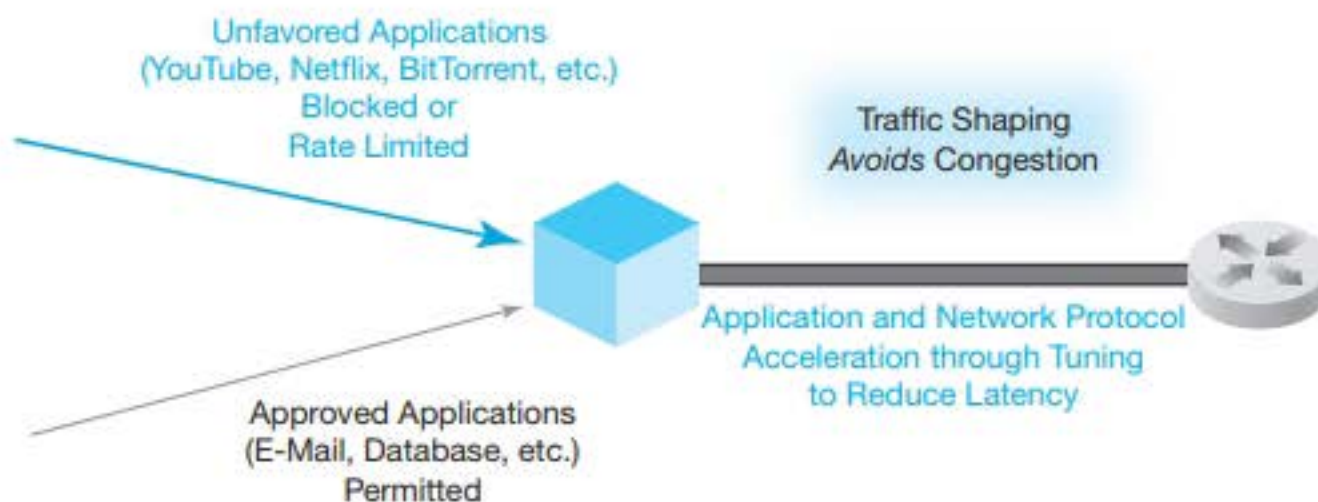 Unfavored Applications
(YouTube, Netflix, BitTorrent, etc.)
Blocked or
Rate Limited
Traffic Shaping
Avoids Congestion
Application and Network Protocol
Acceleration through Tuning
to Reduce Latency
Approved Applications
(E-Mail, Database, etc.)
Permitted